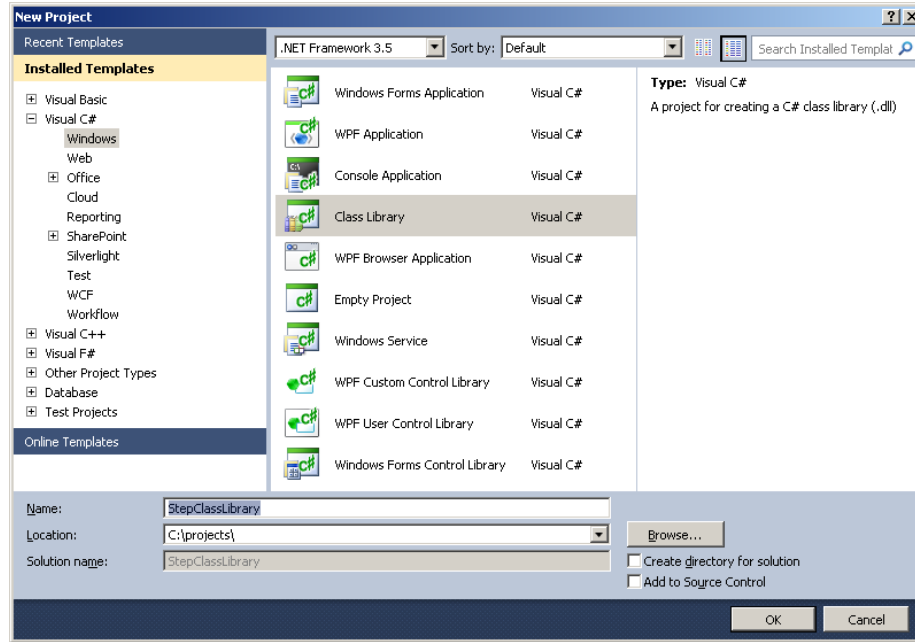 New Project
Recent Templates
.NET Framework 3.5
Sort by:
Default
Search Installed Templat
Installed Templates
Visual Basic
Visual C#
Windows
Web
Office
Cloud
Reporting
SharePoint
Silverlight
Test
WCF
Workflow
Visual C++
Visual F#
Other Project Types
Database
Test Projects
Online Templates
Windows Forms Application Visual C#
WPF Application Visual C#
Console Application Visual C#
Class Library Visual C#
WPF Browser Application Visual C#
Empty Project Visual C#
Windows Service Visual C#
WPF Custom Control Library Visual C#
WPF User Control Library Visual C#
Windows Forms Control Library Visual C#
Type: Visual C#
A project for creating a C# class library (.dll)
Name: StepClassLibrary
Location: C:\projects\
Browse...
Solution name: StepClassLibrary
Create directory for solution
Add to Source Control
OK
Cancel